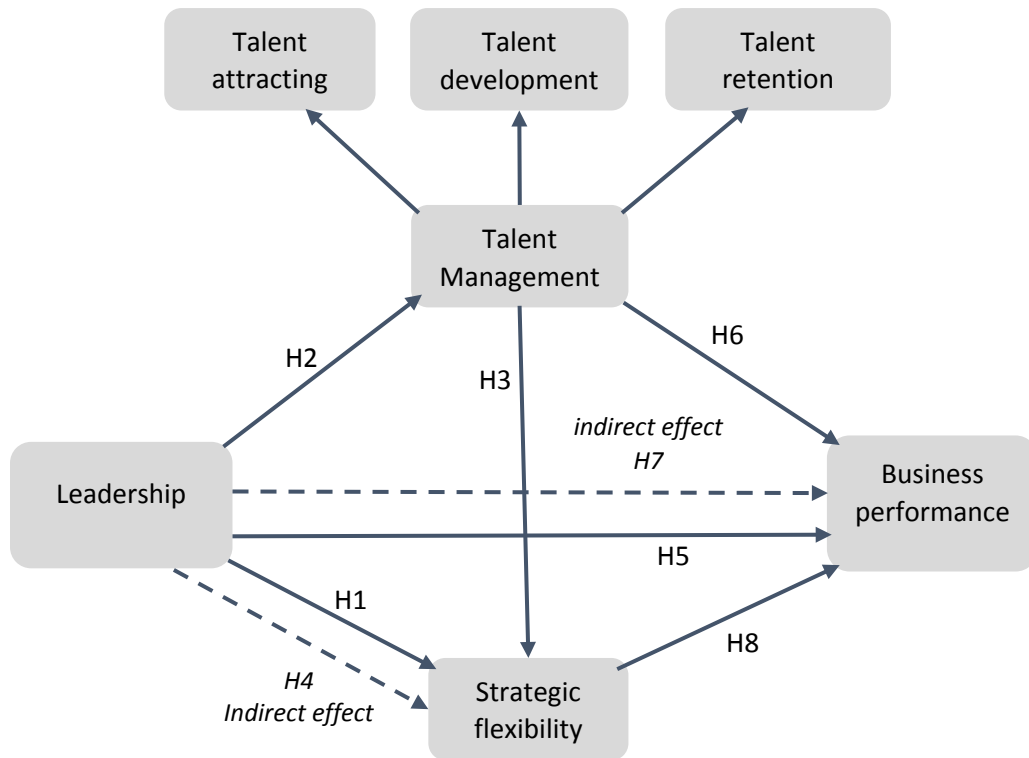 Talent
attracting
Talent
development
Talent
retention
Talent
Management
H6
H2
H3
indirect effect
H7
Leadership
Business
performance
H5
H1
H8
H4
Indirect effect
Strategic
flexibility